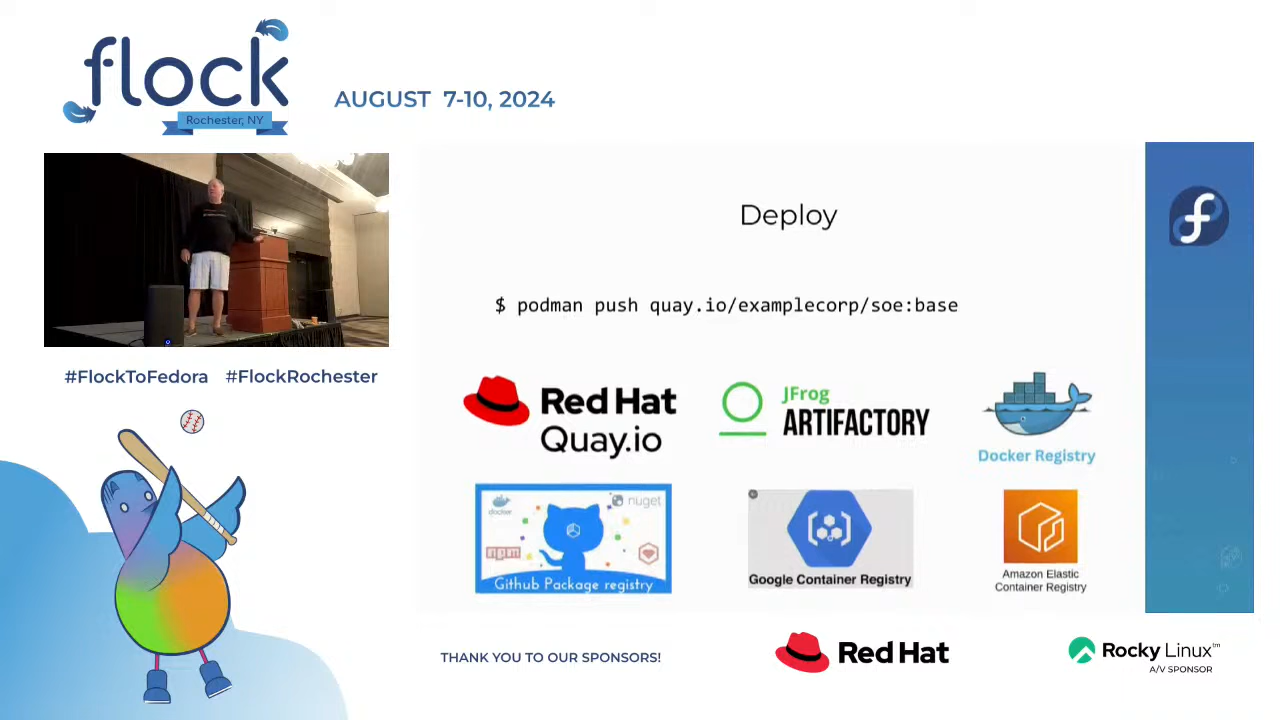 flock
Rochester, NY
AUGUST 7-10, 2024
Deploy
$ podman push quay.io/examplecorp/soe:base
Red Hat
Quay.io
JFrog
ARTIFACTORY
Docker Registry
docker
nuget
npm
Github Package registry
Google Container Registry
Amazon Elastic
Container Registry
#FlockToFedora #FlockRochester
THANK YOU TO OUR SPONSORS!
Red Hat
Rocky Linux™
A/V SPONSOR